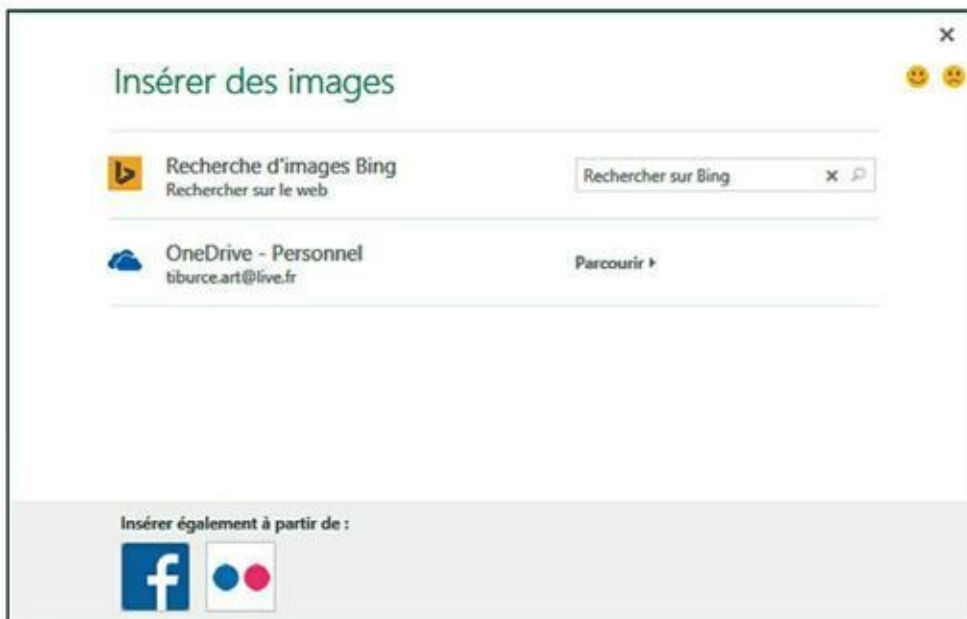 Insérer des images
Recherche d'images Bing
Rechercher sur le web
Rechercher sur Bing
OneDrive - Personnel
tiburce.art@live.fr
Parcourir
Insérer également à partir de :